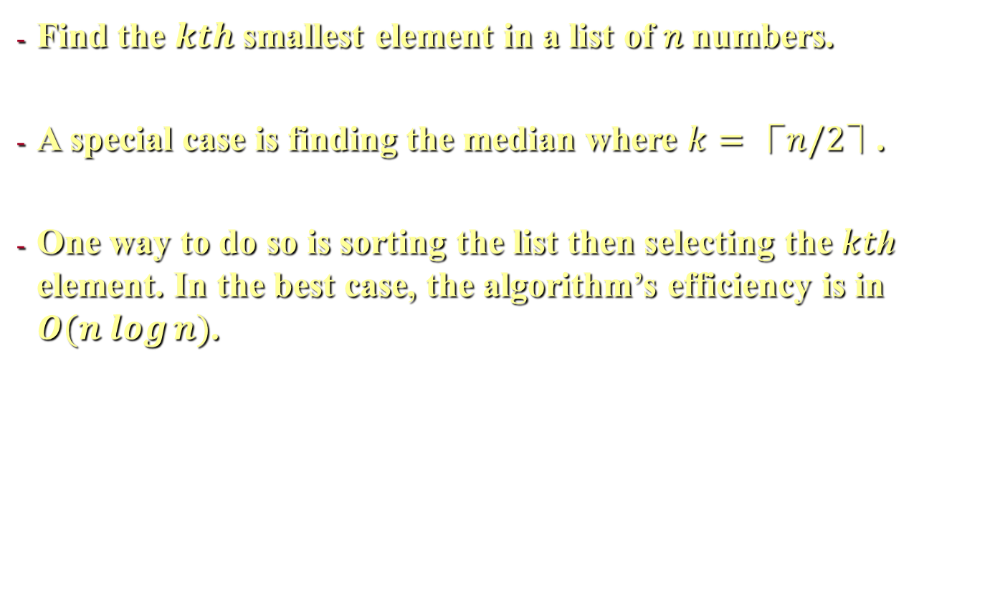 - Find the kth smallest element in a list of n numbers.
- A special case is finding the median where k = ⌈n/2⌉ .
- One way to do so is sorting the list then selecting the kth
element. In the best case, the algorithm’s efficiency is in
O(n log n).